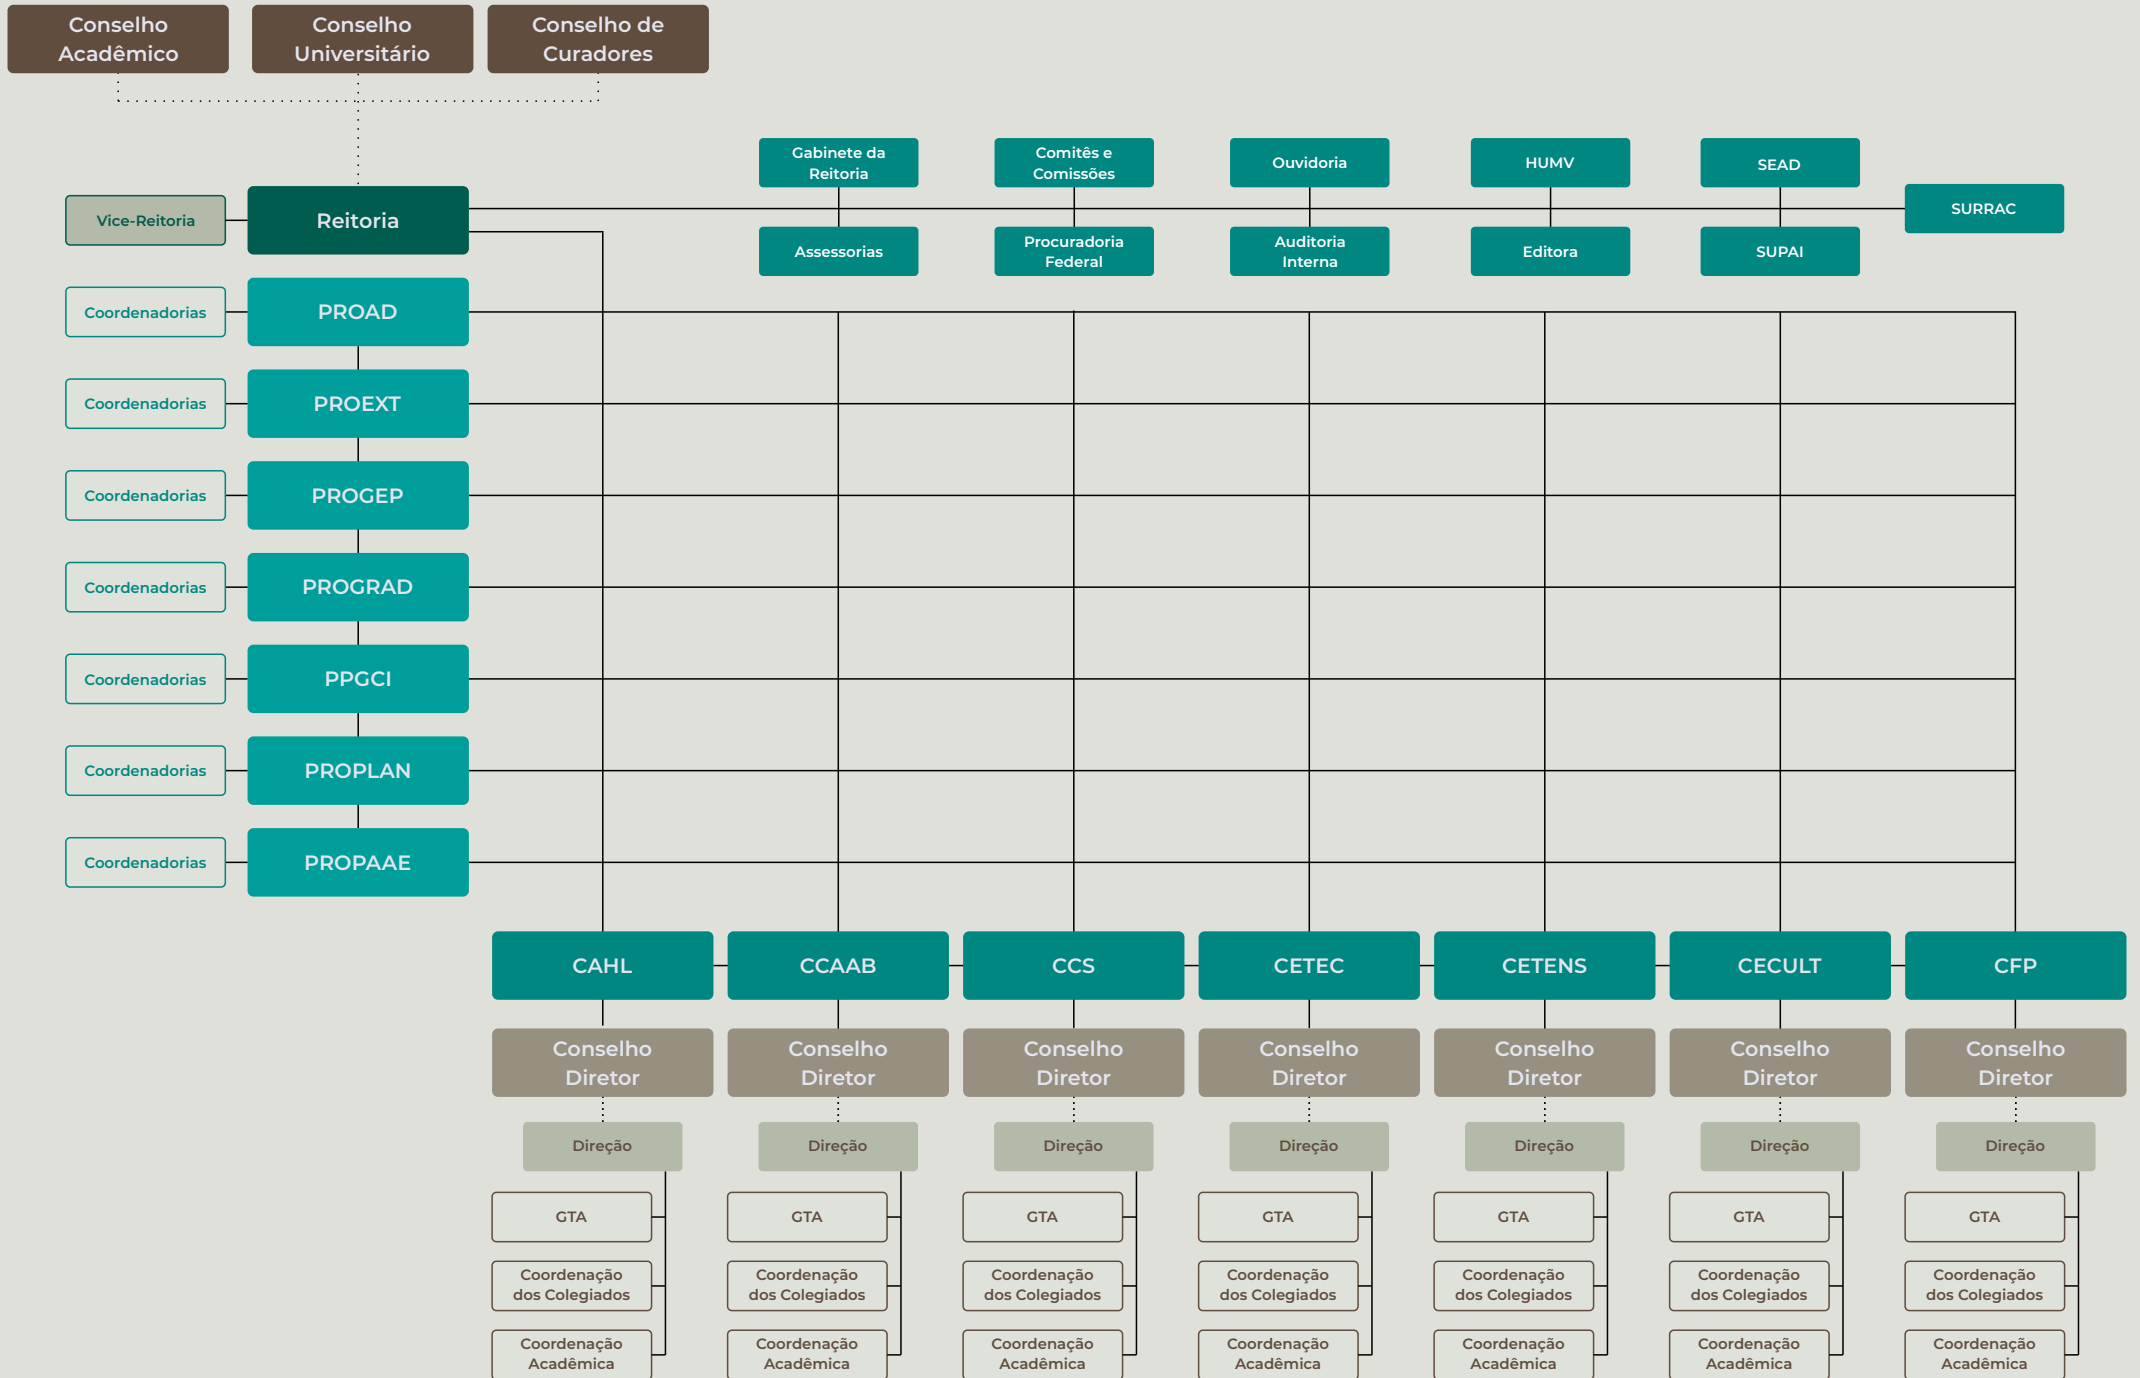 Conselho
Acadêmico
Conselho
Universitário
Conselho de
Curadores
Gabinete da
Reitoria
Comitês e
Comissões
Ouvidoria
HUMV
SEAD
SURRAC
Vice-Reitoria
Reitoria
Assessorias
Procuradoria
Federal
Auditoria
Interna
Editora
SUPAI
Coordenadorias
PROAD
Coordenadorias
PROEXT
Coordenadorias
PROGEP
Coordenadorias
PROGRAD
Coordenadorias
PPGCI
Coordenadorias
PROPLAN
Coordenadorias
PROPAAE
CAHL
CCAAB
CCS
CETEC
CETENS
CECULT
CFP
Conselho
Diretor
Conselho
Diretor
Conselho
Diretor
Conselho
Diretor
Conselho
Diretor
Conselho
Diretor
Conselho
Diretor
Direção
Direção
Direção
Direção
Direção
Direção
Direção
GTA
GTA
GTA
GTA
GTA
GTA
GTA
Coordenação
dos Colegiados
Coordenação
dos Colegiados
Coordenação
dos Colegiados
Coordenação
dos Colegiados
Coordenação
dos Colegiados
Coordenação
dos Colegiados
Coordenação
dos Colegiados
Coordenação
Acadêmica
Coordenação
Acadêmica
Coordenação
Acadêmica
Coordenação
Acadêmica
Coordenação
Acadêmica
Coordenação
Acadêmica
Coordenação
Acadêmica